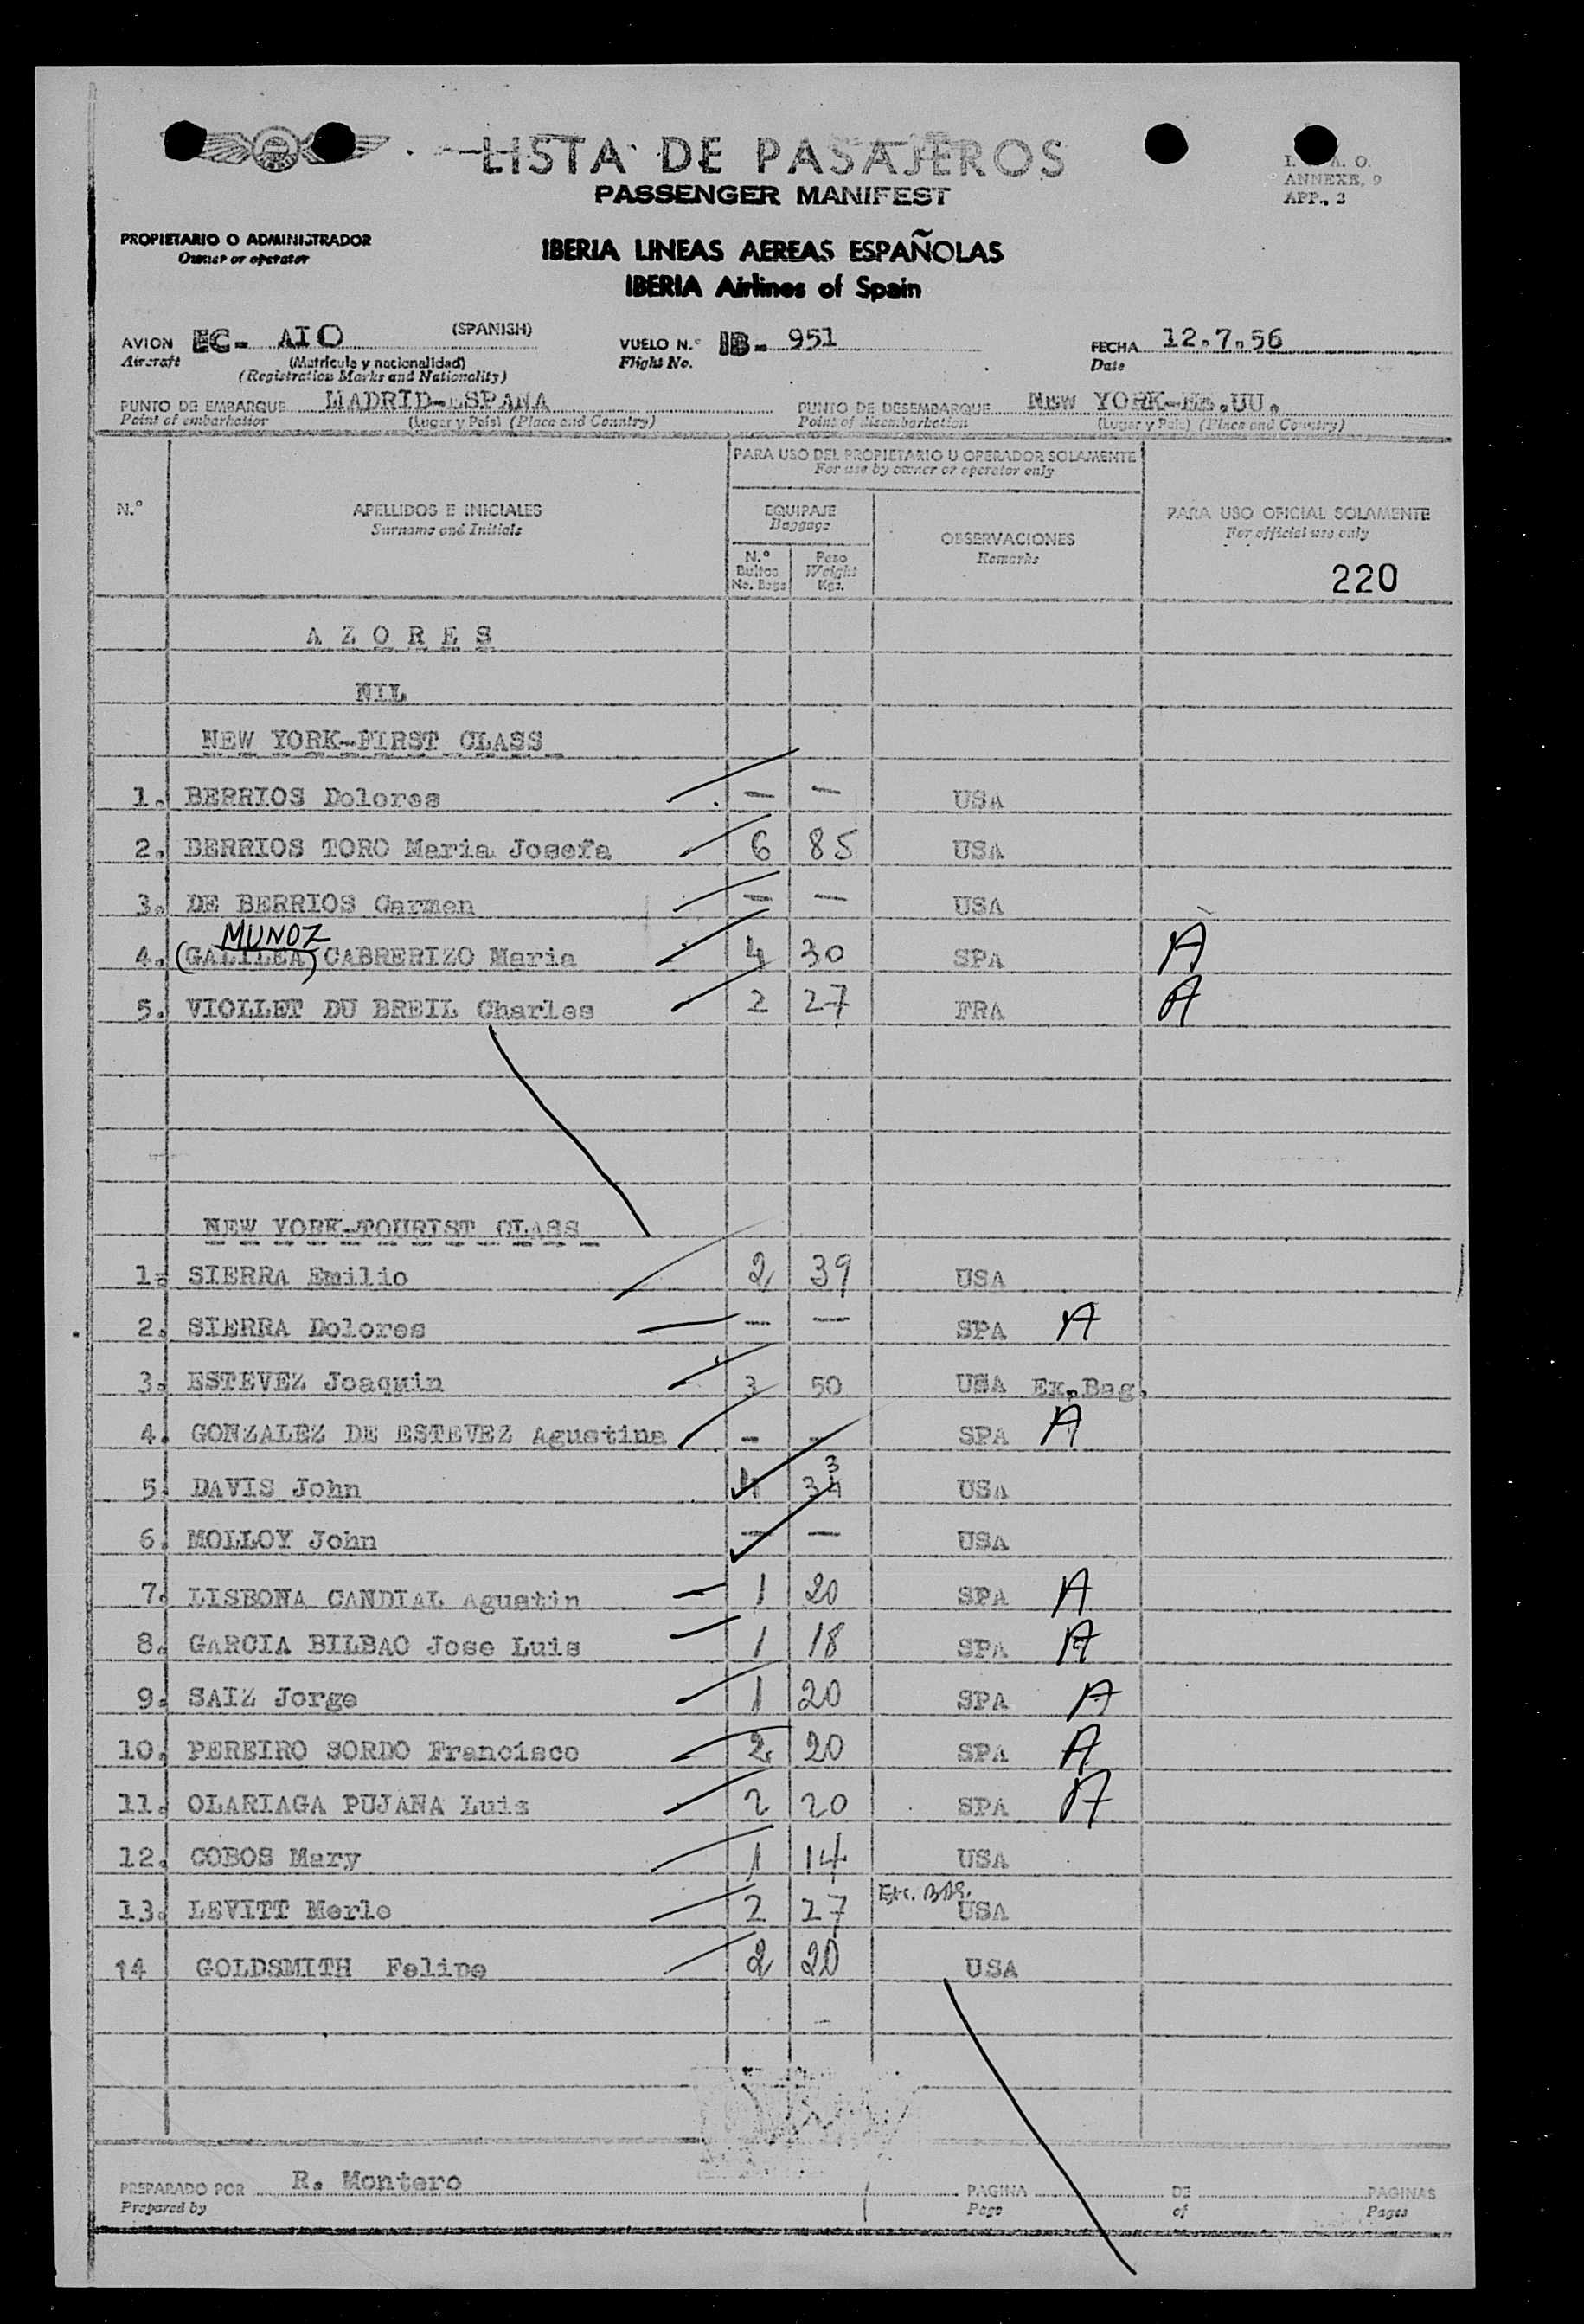 LISTA DE PASAJEROS
PASSENGER MANIFEST
I. A. O.
ANNEXE, 9
APP., 2
PROPIETARIO O ADMINISTRADOR
Owner or operator
IBERIA LINEAS AEREAS ESPAÑOLAS
IBERIA Airlines of Spain
AVION EC- AIO (SPANISH) VUELO N.º IB- 951 FECHA 12.7.56
Aircraft (Matrícula y nacionalidad) Flight No. Date
(Registration Marks and Nationality)
PUNTO DE EMBARQUE MADRID-ESPAÑA PUNTO DE DESEMBARQUE NEW YORK-EE.UU.
Point of embarkation (Lugar y País) (Place and Country) Point of disembarkation (Lugar y País) (Place and Country)
PARA USO DEL PROPIETARIO U OPERADOR SOLAMENTE
For use by owner or operator only
N.º APELLIDOS E INICIALES EQUIPAJE OBSERVACIONES PARA USO OFICIAL SOLAMENTE
Surname and Initials Baggage Remarks For official use only
N.º Bultos Peso
No. Bags Weight Kgs.
220
AZORES
NIL
NEW YORK-FIRST CLASS
1. BERRIOS Dolores — — USA
2. BERRIOS TORO Maria Josefa 6 85 USA
3. DE BERRIOS Carmen — — USA
MUNOZ
4. (GALILEA) CABRERIZO Maria 4 30 SPA A
5. VIOLLET DU BREIL Charles 2 27 FRA A
NEW YORK-TOURIST CLASS
1. SIERRA Emilio 2 39 USA
2. SIERRA Dolores — — SPA A
3. ESTEVEZ Joaquin 3 50 USA Ex.Bag.
4. GONZALEZ DE ESTEVEZ Agustina - - SPA A
5. DAVIS John 4 34 3 USA
6. MOLLOY John — — USA
7. LISBONA CANDIAL Agustin 1 20 SPA A
8. GARCIA BILBAO Jose Luis 1 18 SPA A
9. SAIZ Jorge 1 20 SPA A
10. PEREIRO SORDO Francisco 2 20 SPA A
11. OLARIAGA PUJANA Luis 2 20 SPA A
12. COBOS Mary 1 14 USA
13. LEVITT Merle 2 27 Ex. BAG. USA
14 GOLDSMITH Felipe 2 20 USA
PREPARADO POR R. Montero PAGINA DE PAGINAS
Prepared by Page of Pages